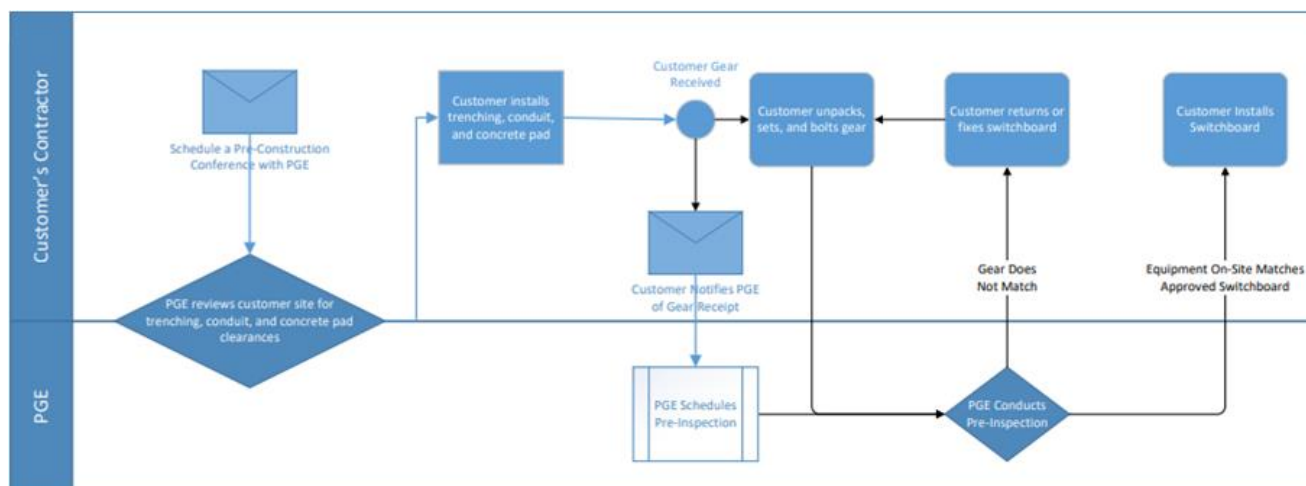 Customer's Contractor
Schedule a Pre-Construction
Conference with PGE
PGE reviews customer site for
trenching, conduit, and concrete pad
clearances
Customer installs
trenching, conduit,
and concrete pad
Customer Gear
Received
Customer unpacks,
sets, and bolts gear
Customer returns or
fixes switchboard
Customer Installs
Switchboard
Customer Notifies PGE
of Gear Receipt
Gear Does
Not Match
Equipment On-Site Matches
Approved Switchboard
PGE
PGE Schedules
Pre-Inspection
PGE Conducts
Pre-Inspection